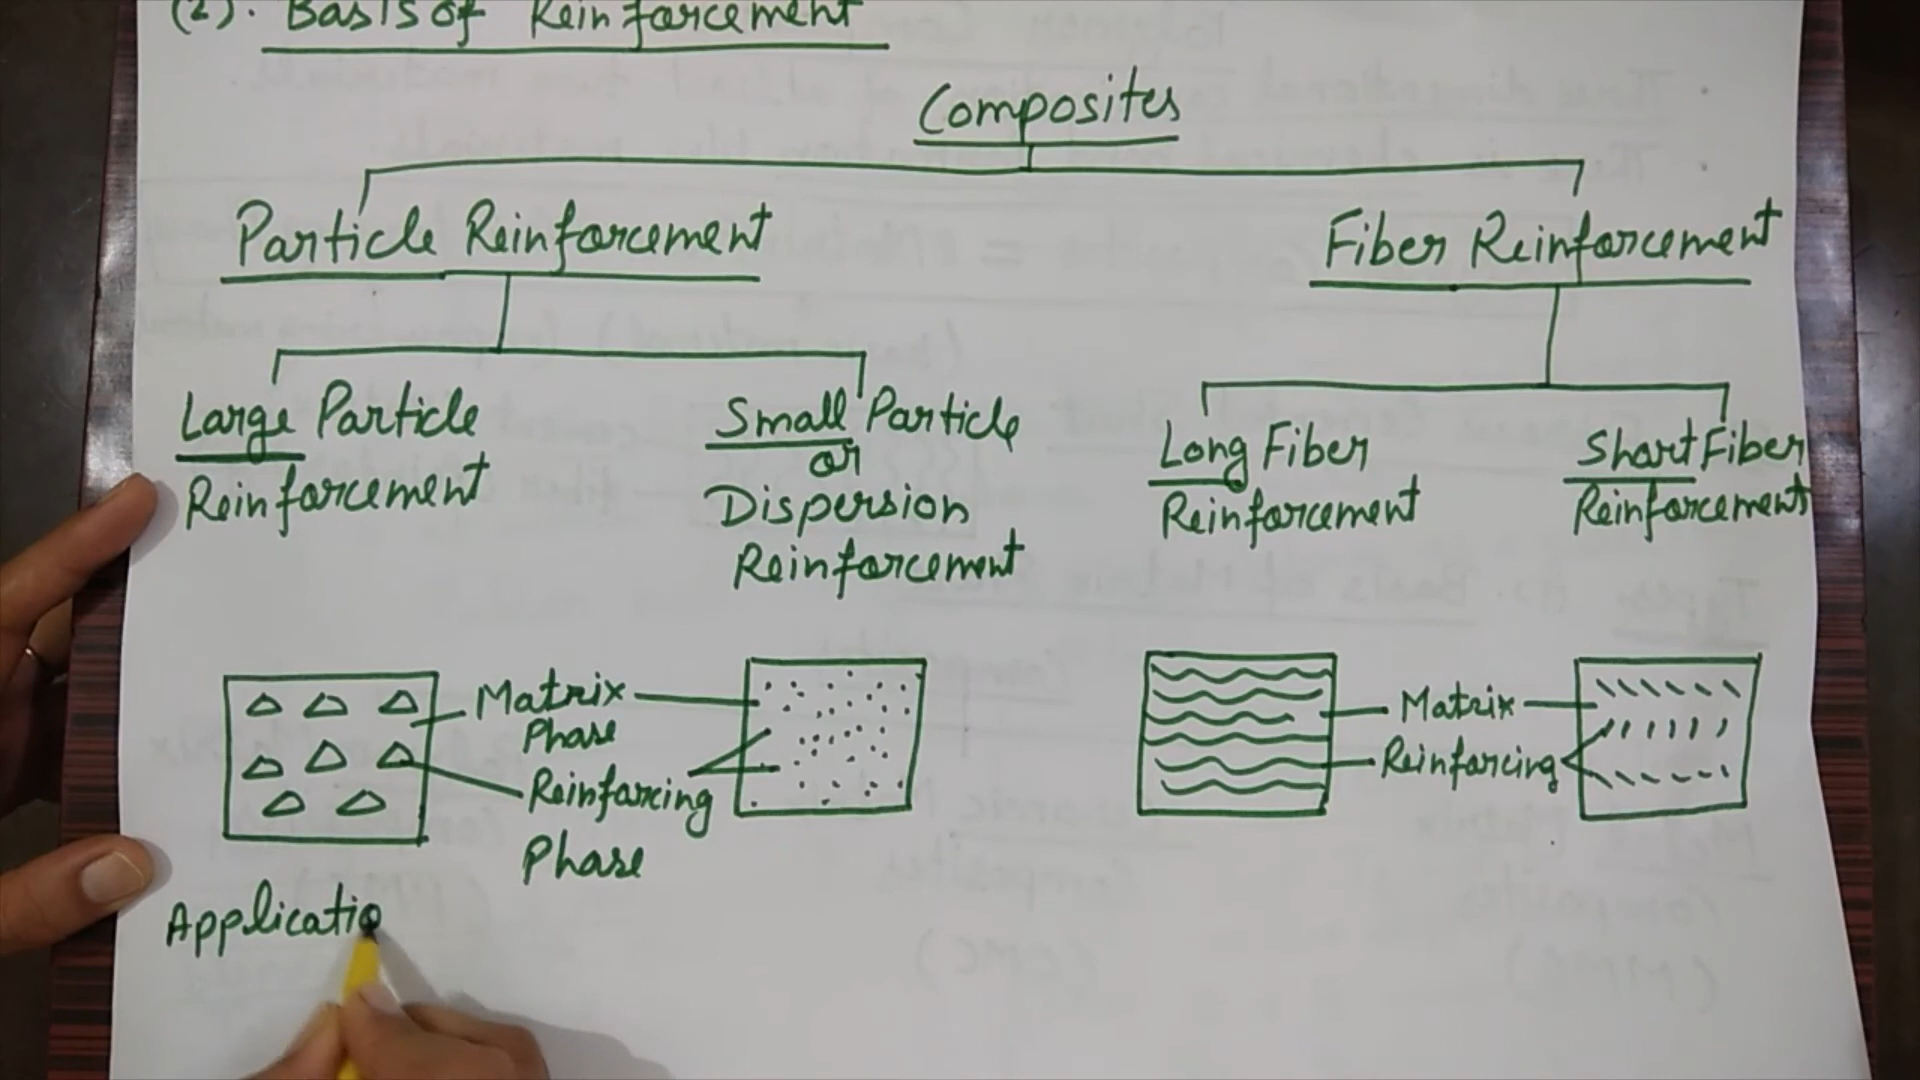 (2). Basis of Reinforcement
Composites
Particle Reinforcement
Fiber Reinforcement
Large Particle
Reinforcement
Small Particle
or
Dispersion
Reinforcement
Long Fiber
Reinforcement
Short Fiber
Reinforcement
Matrix
Phase
Reinforcing
Phase
Matrix
Reinforcing
Applicatio